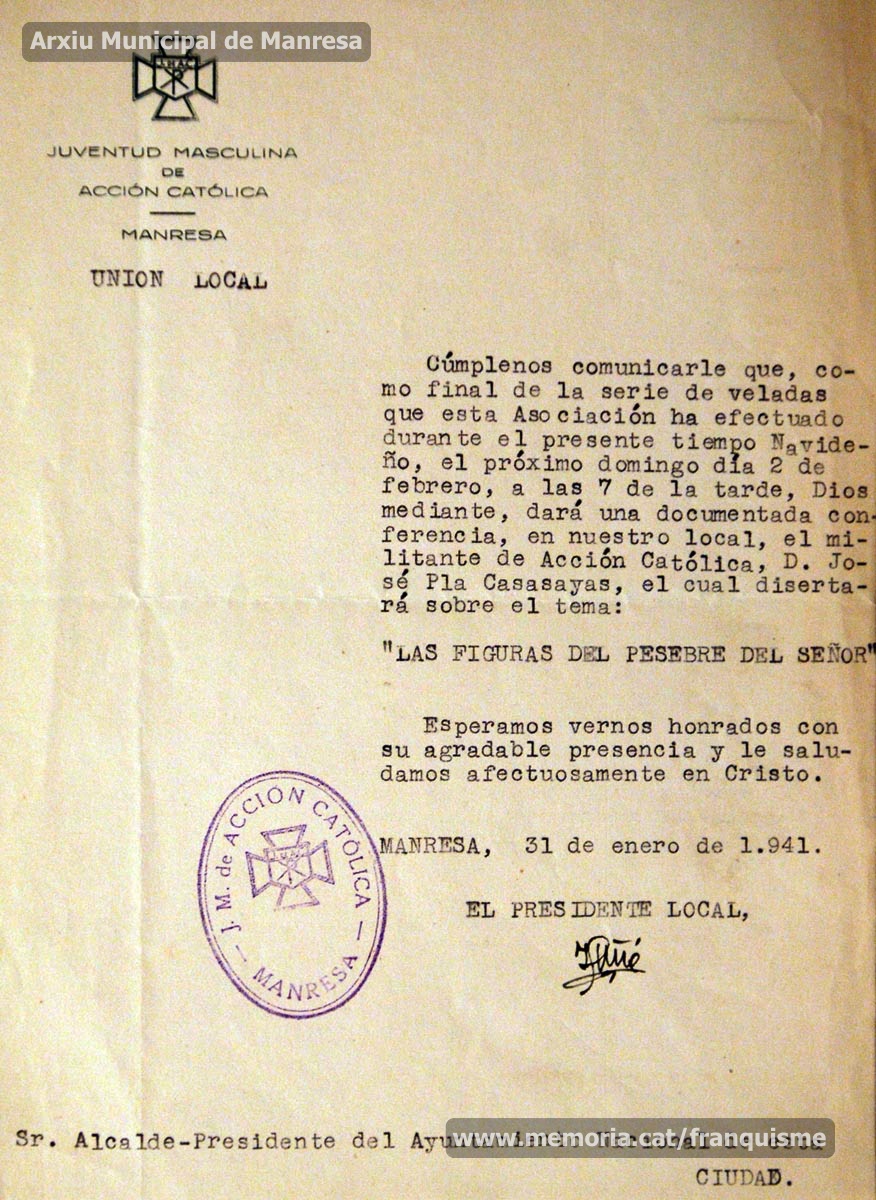 Arxiu Municipal de Manresa
JUVENTUD MASCULINA
DE
ACCIÓN CATÓLICA
MANRESA
UNION LOCAL
Cúmplenos comunicarle que, co-
mo final de la serie de veladas
que esta Asociación ha efectuado
durante el presente tiempo Navide-
ño, el próximo domingo día 2 de
febrero, a las 7 de la tarde, Dios
mediante, dará una documentada con-
ferencia, en nuestro local, el mi-
litante de Acción Católica, D. Jo-
sé Pla Casasayas, el cual diserta-
rá sobre el tema:
"LAS FIGURAS DEL PESEBRE DEL SEÑOR"
Esperamos vernos honrados con
su agradable presencia y le salu-
damos afectuosamente en Cristo.
MANRESA, 31 de enero de 1.941.
EL PRESIDENTE LOCAL,
J. M. de ACCIÓN CATÓLICA
MANRESA
Sr. Alcalde-Presidente del
www.memoria.cat/franquisme
CIUDAD.